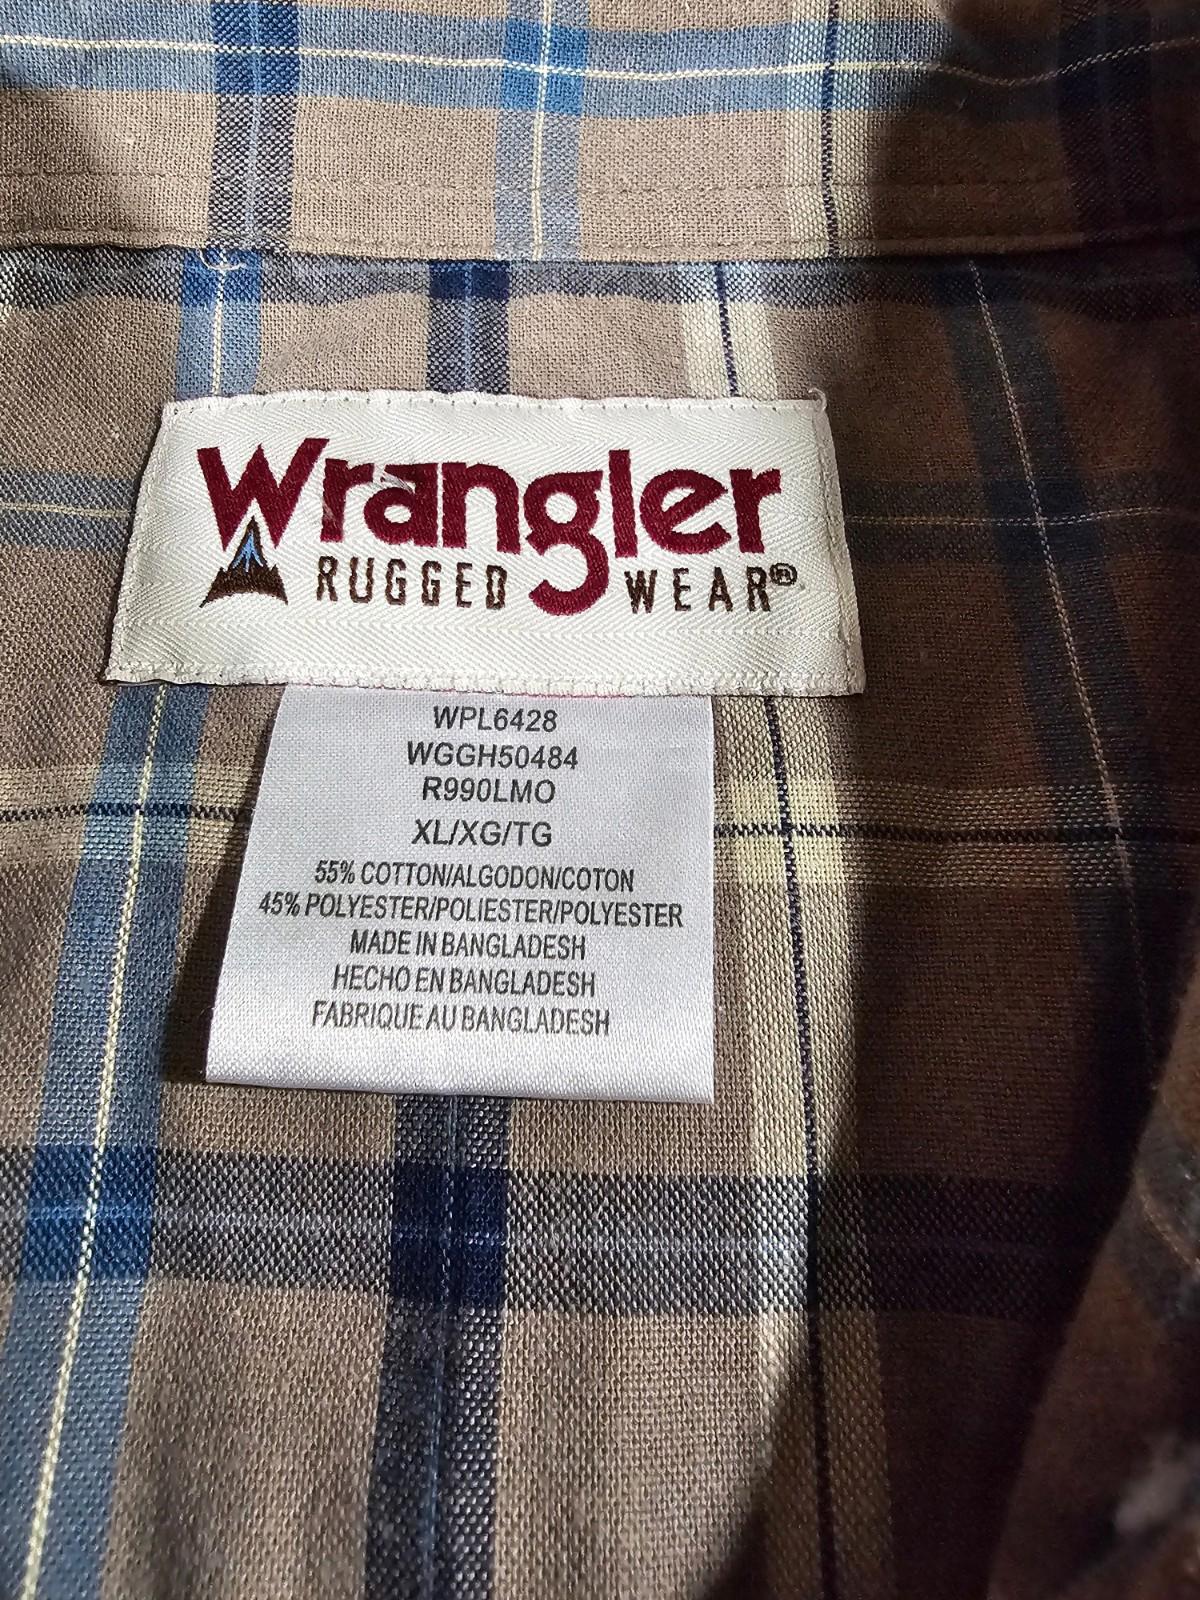 Wrangler
RUGGED WEAR®
WPL6428
WGGH50484
R990LMO
XL/XG/TG
55% COTTON/ALGODON/COTON
45% POLYESTER/POLIESTER/POLYESTER
MADE IN BANGLADESH
HECHO EN BANGLADESH
FABRIQUE AU BANGLADESH